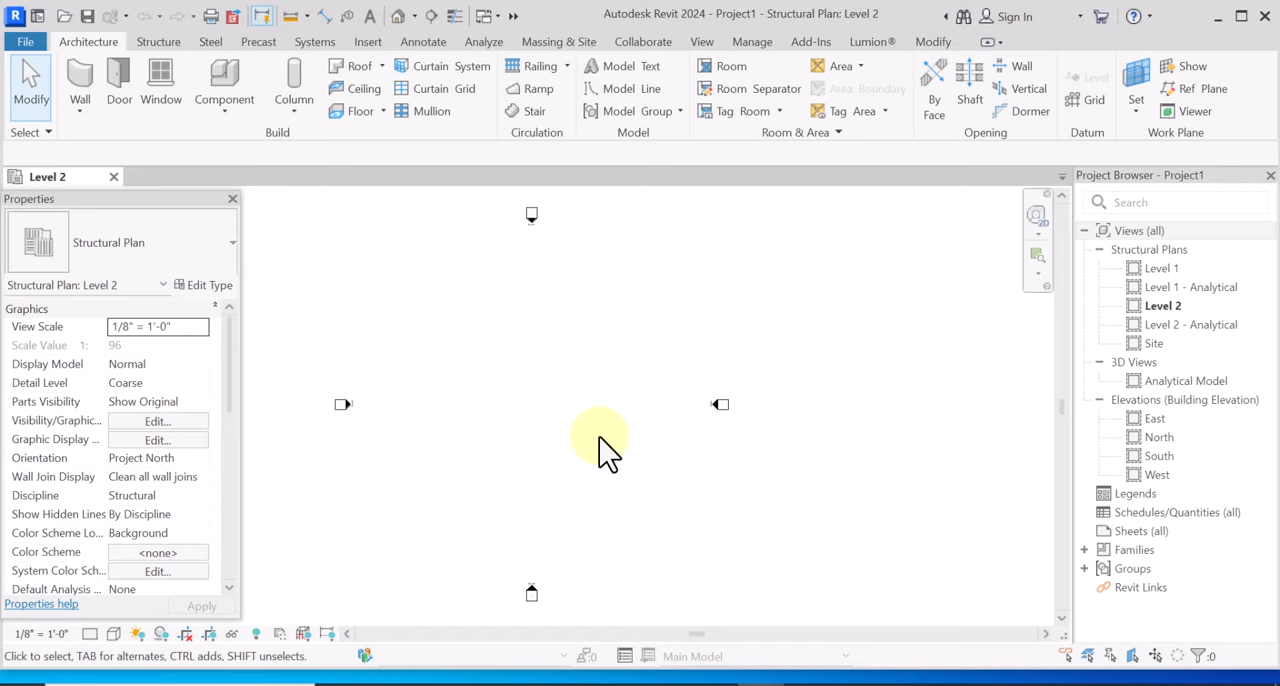 R Autodesk Revit 2024 - Project1 - Structural Plan: Level 2 Sign In
File Architecture Structure Steel Precast Systems Insert Annotate Analyze Massing & Site Collaborate View Manage Add-Ins Lumion® Modify
Modify Wall Door Window Component Column
Roof Curtain System Railing Model Text Room Area
Ceiling Curtain Grid Ramp Model Line Room Separator Area Boundary
Floor Mullion Stair Model Group Tag Room Tag Area
By Face Shaft Wall Vertical Dormer
Level Grid
Set Show Ref Plane Viewer
Select Build Circulation Model Room & Area Opening Datum Work Plane
Level 2
Properties
Structural Plan
Structural Plan: Level 2 Edit Type
Graphics
View Scale 1/8" = 1'-0"
Scale Value 1: 96
Display Model Normal
Detail Level Coarse
Parts Visibility Show Original
Visibility/Graphic... Edit...
Graphic Display ... Edit...
Orientation Project North
Wall Join Display Clean all wall joins
Discipline Structural
Show Hidden Lines By Discipline
Color Scheme Lo... Background
Color Scheme <none>
System Color Sch... Edit...
Default Analysis ... None
Properties help Apply
2D
Project Browser - Project1
Search
Views (all)
Structural Plans
Level 1
Level 1 - Analytical
Level 2
Level 2 - Analytical
Site
3D Views
Analytical Model
Elevations (Building Elevation)
East
North
South
West
Legends
Schedules/Quantities (all)
Sheets (all)
Families
Groups
Revit Links
1/8" = 1'-0"
Click to select, TAB for alternates, CTRL adds, SHIFT unselects. :0 Main Model :0